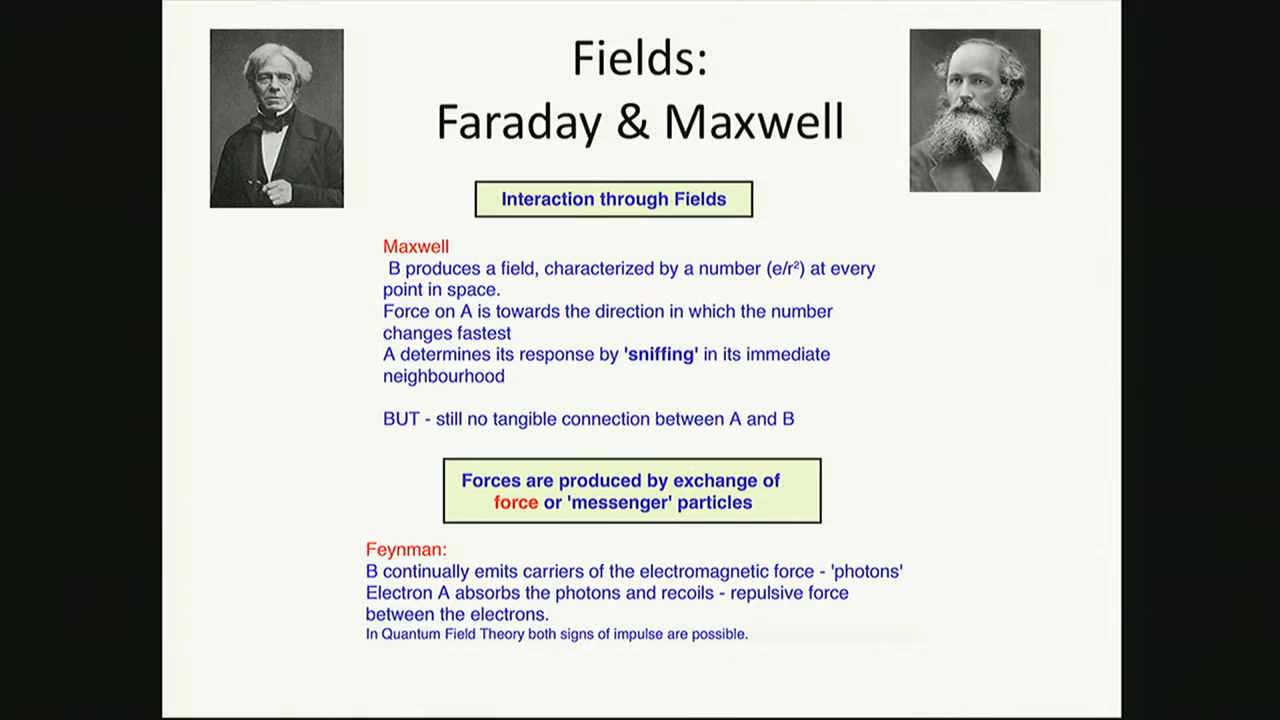 Fields:
Faraday & Maxwell
Interaction through Fields
Maxwell
B produces a field, characterized by a number (e/r²) at every
point in space.
Force on A is towards the direction in which the number
changes fastest
A determines its response by 'sniffing' in its immediate
neighbourhood
BUT - still no tangible connection between A and B
Forces are produced by exchange of
force or 'messenger' particles
Feynman:
B continually emits carriers of the electromagnetic force - 'photons'
Electron A absorbs the photons and recoils - repulsive force
between the electrons.
In Quantum Field Theory both signs of impulse are possible.